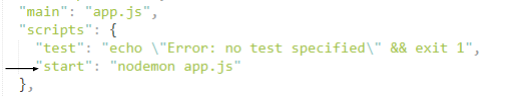 "main": "app.js",
"scripts": {
"test": "echo \"Error: no test specified\" && exit 1",
"start": "nodemon app.js"
},